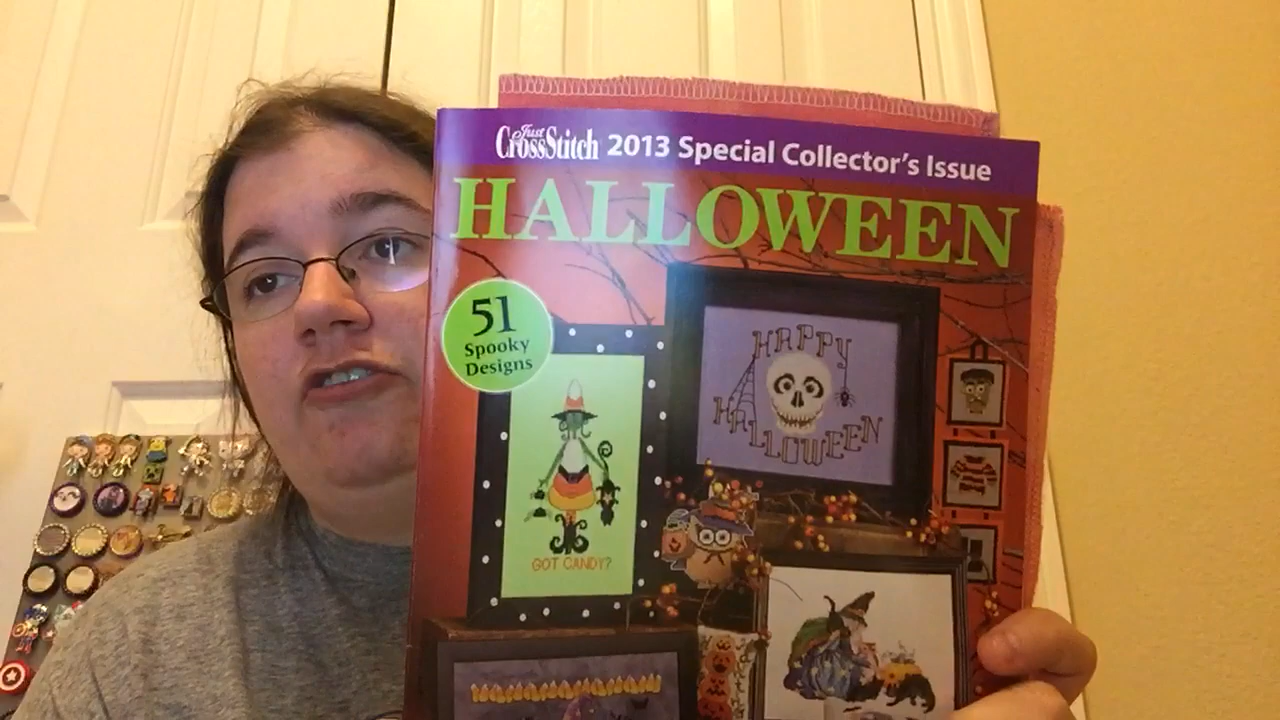 Just CrossStitch 2013 Special Collector's Issue
HALLOWEEN
51
Spooky
Designs
HAPPY
HALLOWEEN
GOT CANDY?